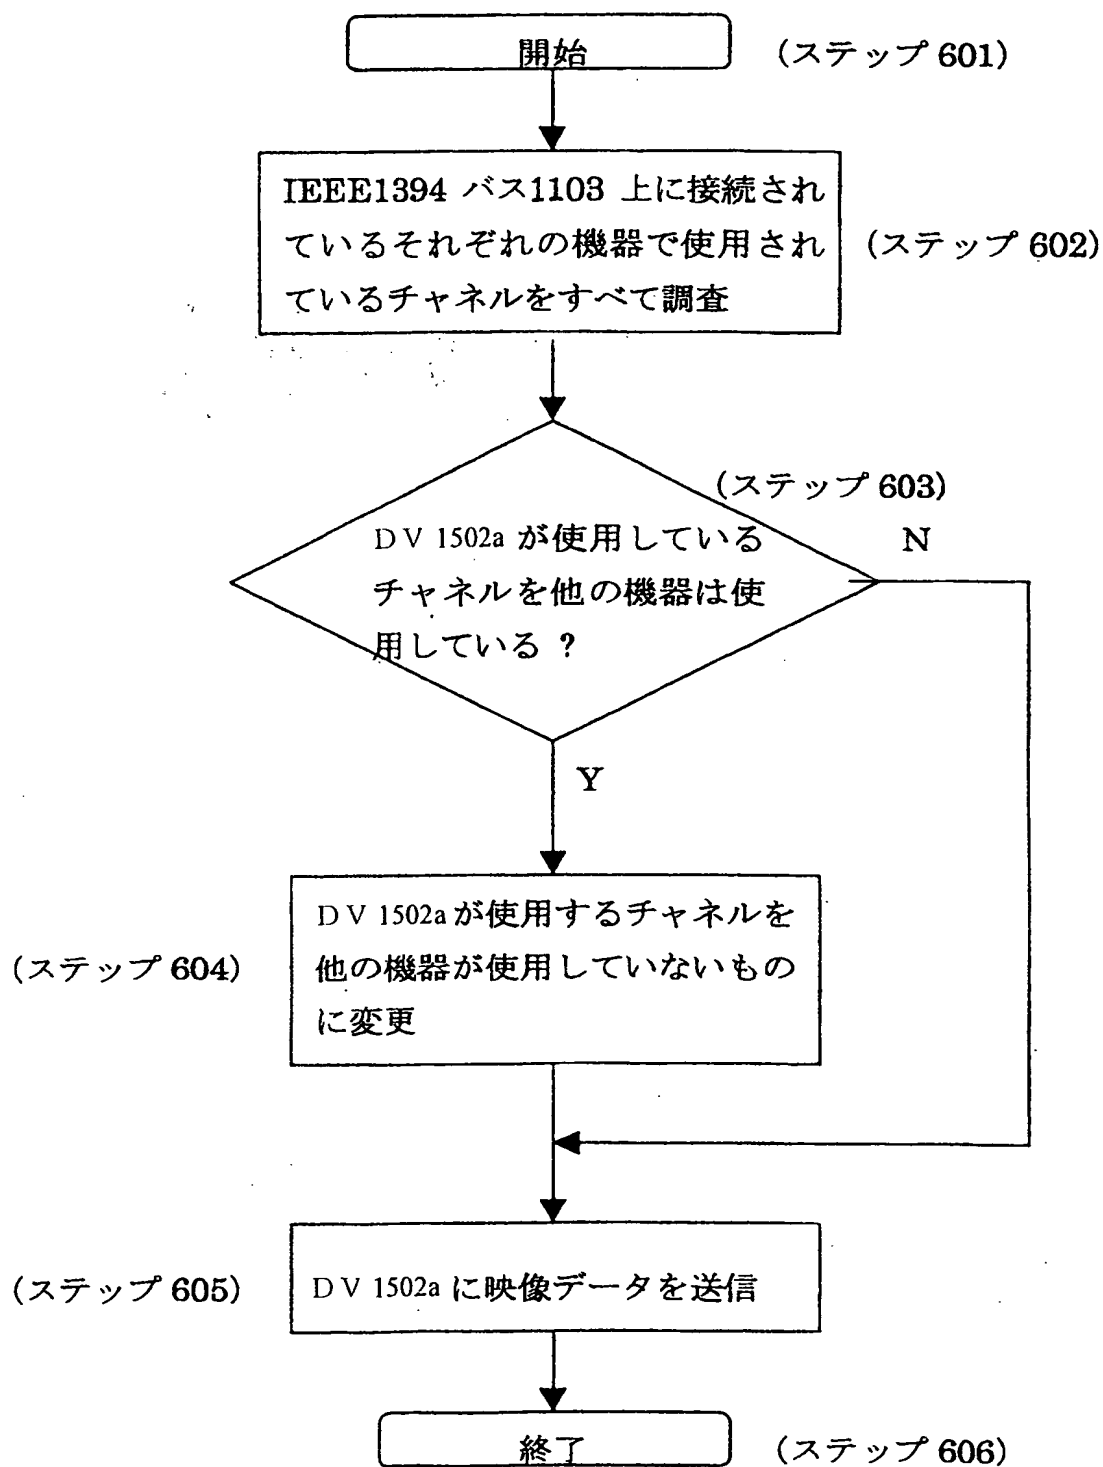 開始
(ステップ 601)
IEEE1394 バス1103 上に接続され
ているそれぞれの機器で使用され
ているチャネルをすべて調査
(ステップ 602)
(ステップ 603)
DV 1502a が使用している
チャネルを他の機器は使
用している ?
N
Y
DV 1502a が使用するチャネルを
他の機器が使用していないもの
に変更
(ステップ 604)
(ステップ 605)
DV 1502a に映像データを送信
終了
(ステップ 606)